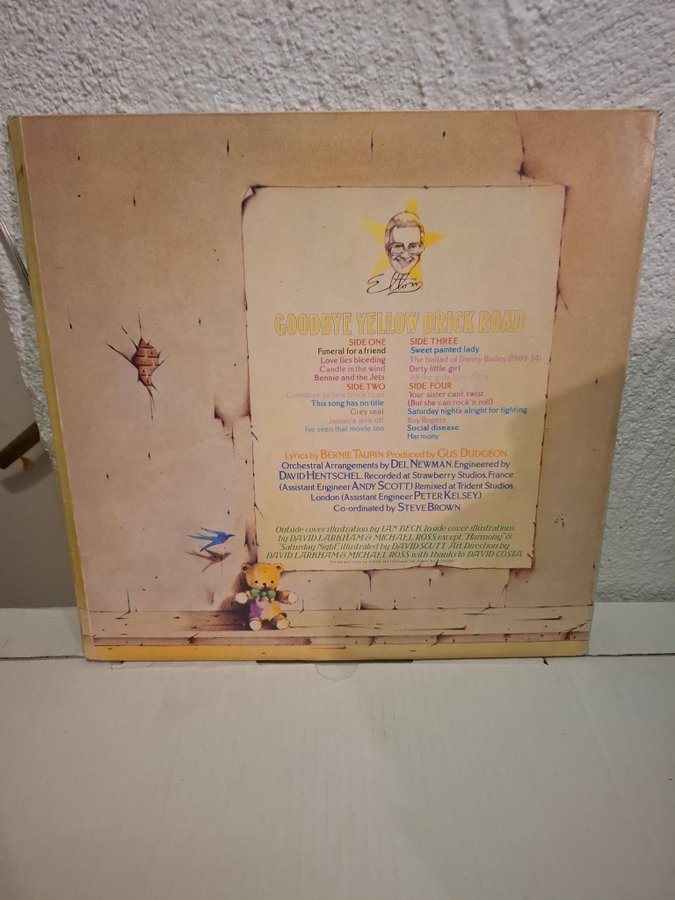 Elton
GOODBYE YELLOW BRICK ROAD
SIDE ONE
Funeral for a friend
Love lies bleeding
Candle in the wind
Bennie and the Jets
SIDE TWO
Goodbye yellow brick road
This song has no title
Grey seal
Jamaica jerk-off
I've seen that movie too
SIDE THREE
Sweet painted lady
The ballad of Danny Bailey (1909-34)
Dirty little girl
All the girls love Alice
SIDE FOUR
Your sister can't twist
(But she can rock n roll)
Saturday nights alright for fighting
Roy Rogers
Social disease
Harmony
Lyrics by BERNIE TAUPIN. Produced by GUS DUDGEON.
Orchestral Arrangements by DEL NEWMAN. Engineered by
DAVID HENTSCHEL. Recorded at Strawberry Studios, France
(Assistant Engineer ANDY SCOTT) Remixed at Trident Studios,
London (Assistant Engineer PETER KELSEY.)
Co-ordinated by STEVE BROWN
Outside cover illustration by IAN BECK Inside cover illustrations
by DAVID LARKHAM & MICHAEL ROSS except "Harmony" &
"Saturday Night" illustrated by DAVID SCUTT. Art Direction by
DAVID LARKHAM & MICHAEL ROSS with thanks to DAVID COSTA.